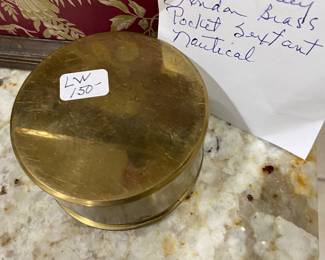 London Brass
Pocket Sextant
Nautical
LW
150-